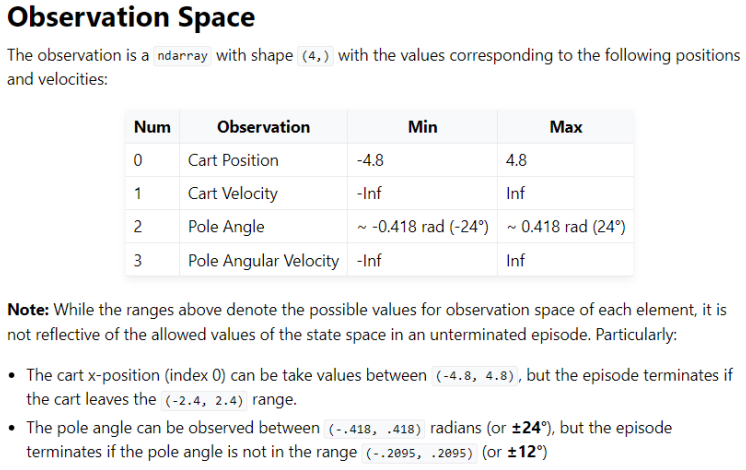 Observation Space
The observation is a ndarray with shape (4,) with the values corresponding to the following positions
and velocities:
Num Observation Min Max
0 Cart Position -4.8 4.8
1 Cart Velocity -Inf Inf
2 Pole Angle ~ -0.418 rad (-24°) ~ 0.418 rad (24°)
3 Pole Angular Velocity -Inf Inf
Note: While the ranges above denote the possible values for observation space of each element, it is
not reflective of the allowed values of the state space in an unterminated episode. Particularly:
• The cart x-position (index 0) can be take values between (-4.8, 4.8), but the episode terminates if
the cart leaves the (-2.4, 2.4) range.
• The pole angle can be observed between (-.418, .418) radians (or ±24°), but the episode
terminates if the pole angle is not in the range (-.2095, .2095) (or ±12°)